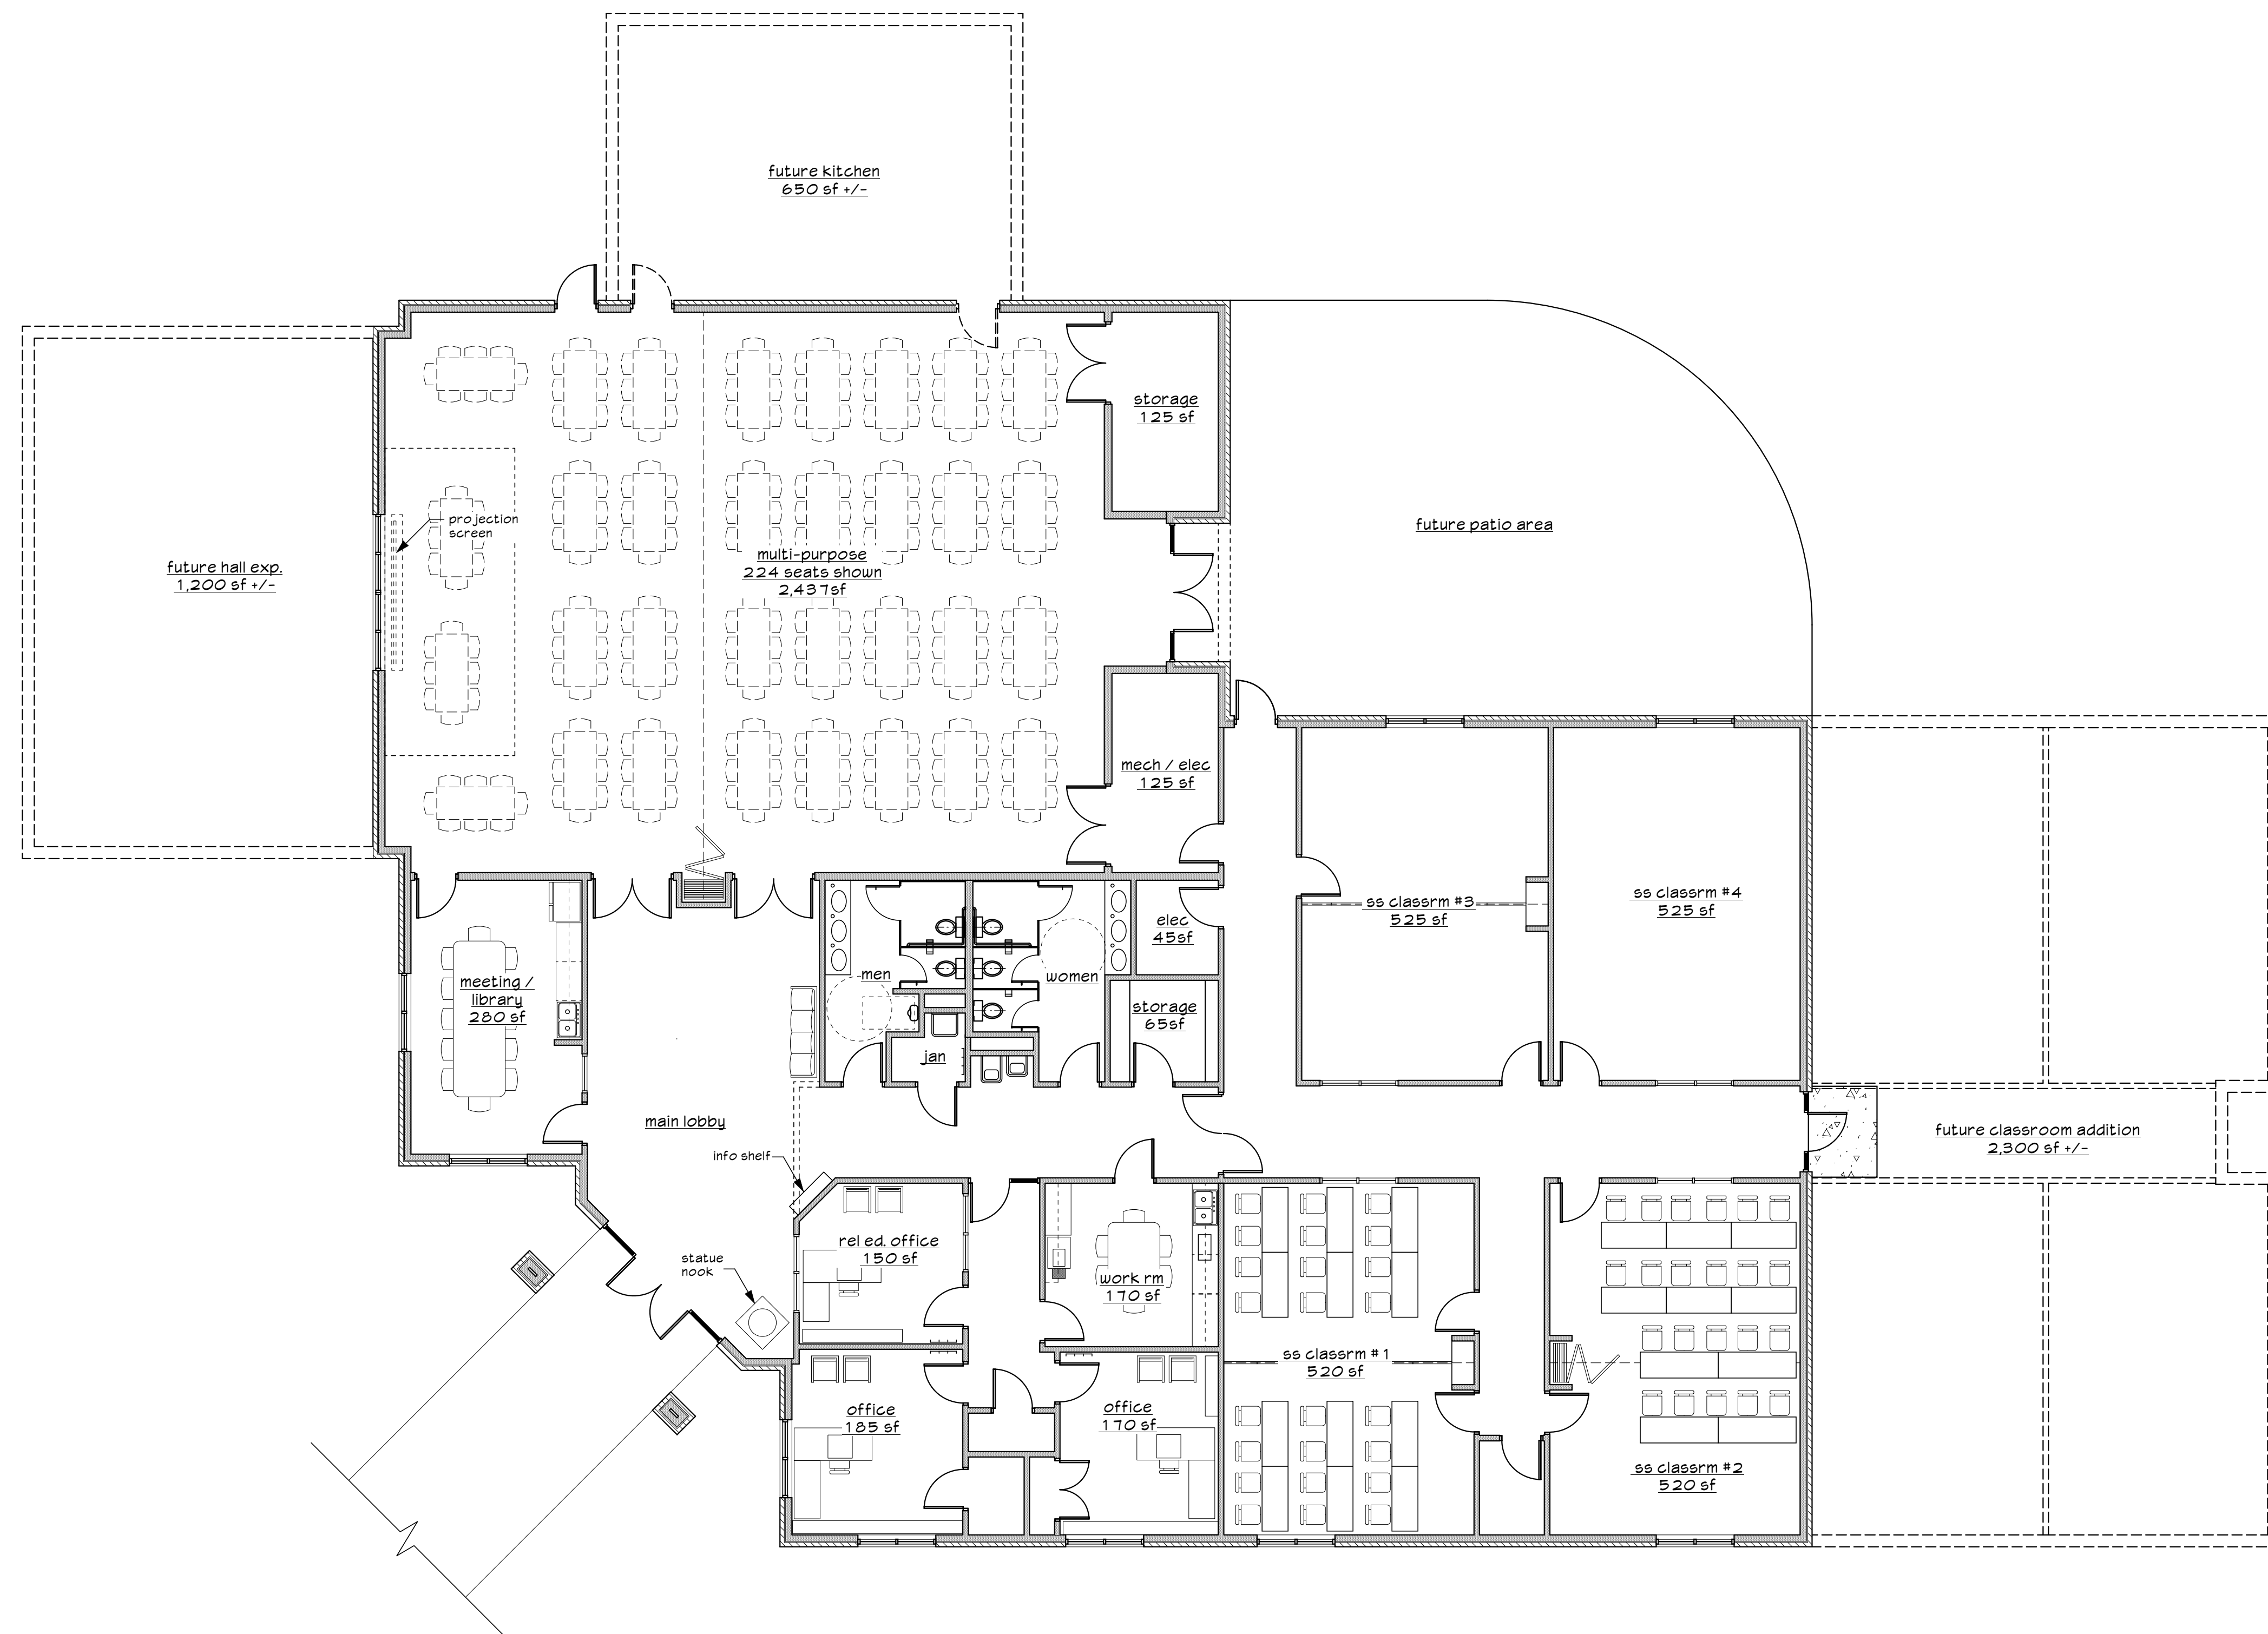 future kitchen
650 sf +/-
storage
125 sf
projection
screen
future patio area
multi-purpose
224 seats shown
2,437sf
future hall exp.
1,200 sf +/-
mech / elec
125 sf
ss classrm #3
525 sf
ss classrm #4
525 sf
elec
45sf
men
women
meeting /
library
280 sf
storage
65sf
jan
main lobby
future classroom addition
2,300 sf +/-
info shelf
rel ed. office
150 sf
statue
nook
work rm
170 sf
ss classrm #1
520 sf
office
185 sf
office
170 sf
ss classrm #2
520 sf